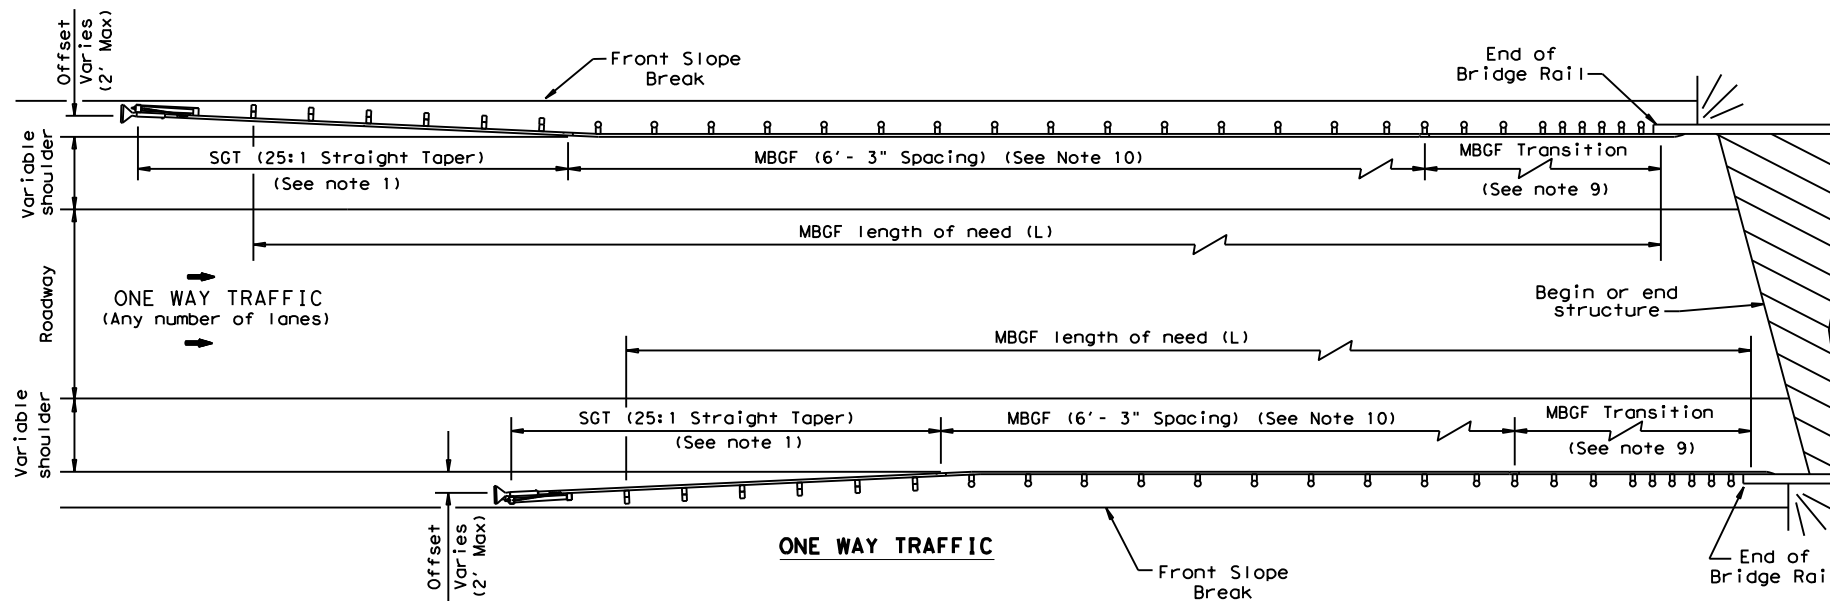 Offset
Varies
(2' Max)
Front Slope
Break
End of
Bridge Rail
Variable
shoulder
SGT (25:1 Straight Taper)
(See note 1)
MBGF (6'- 3" Spacing) (See Note 10)
MBGF Transition
(See note 9)
MBGF length of need (L)
Roadway
ONE WAY TRAFFIC
(Any number of lanes)
Begin or end
structure
MBGF length of need (L)
Variable
shoulder
SGT (25:1 Straight Taper)
(See note 1)
MBGF (6'- 3" Spacing) (See Note 10)
MBGF Transition
(See note 9)
Offset
Varies
(2' Max)
ONE WAY TRAFFIC
Front Slope
Break
End of
Bridge Rai